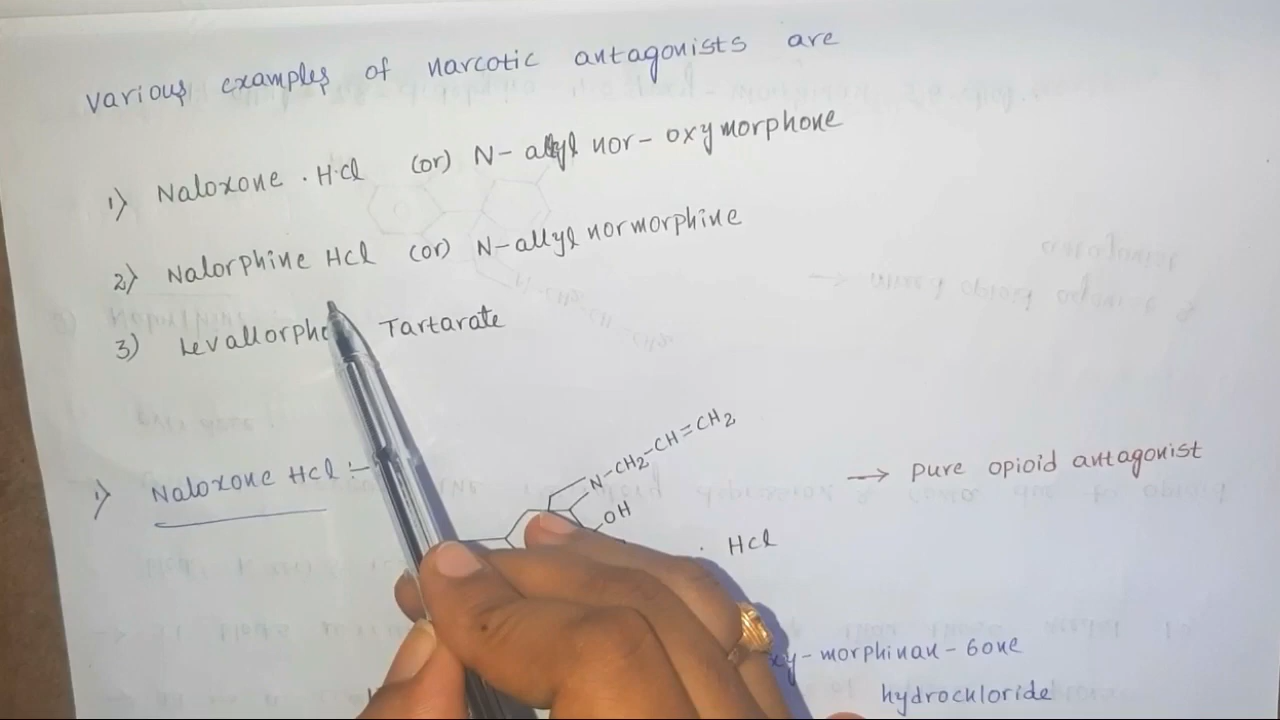 various examples of narcotic antagonists are
1) Naloxone . H.Cl (or) N- allyl nor- oxymorphone
2) Nalorphine HCl (or) N-allyl normorphine
3) Tartarate
1) Naloxone HCl :-
N-CH2-CH=CH2
OH
. HCl
→ pure opioid antagonist
-morphinan-6one
hydrochloride